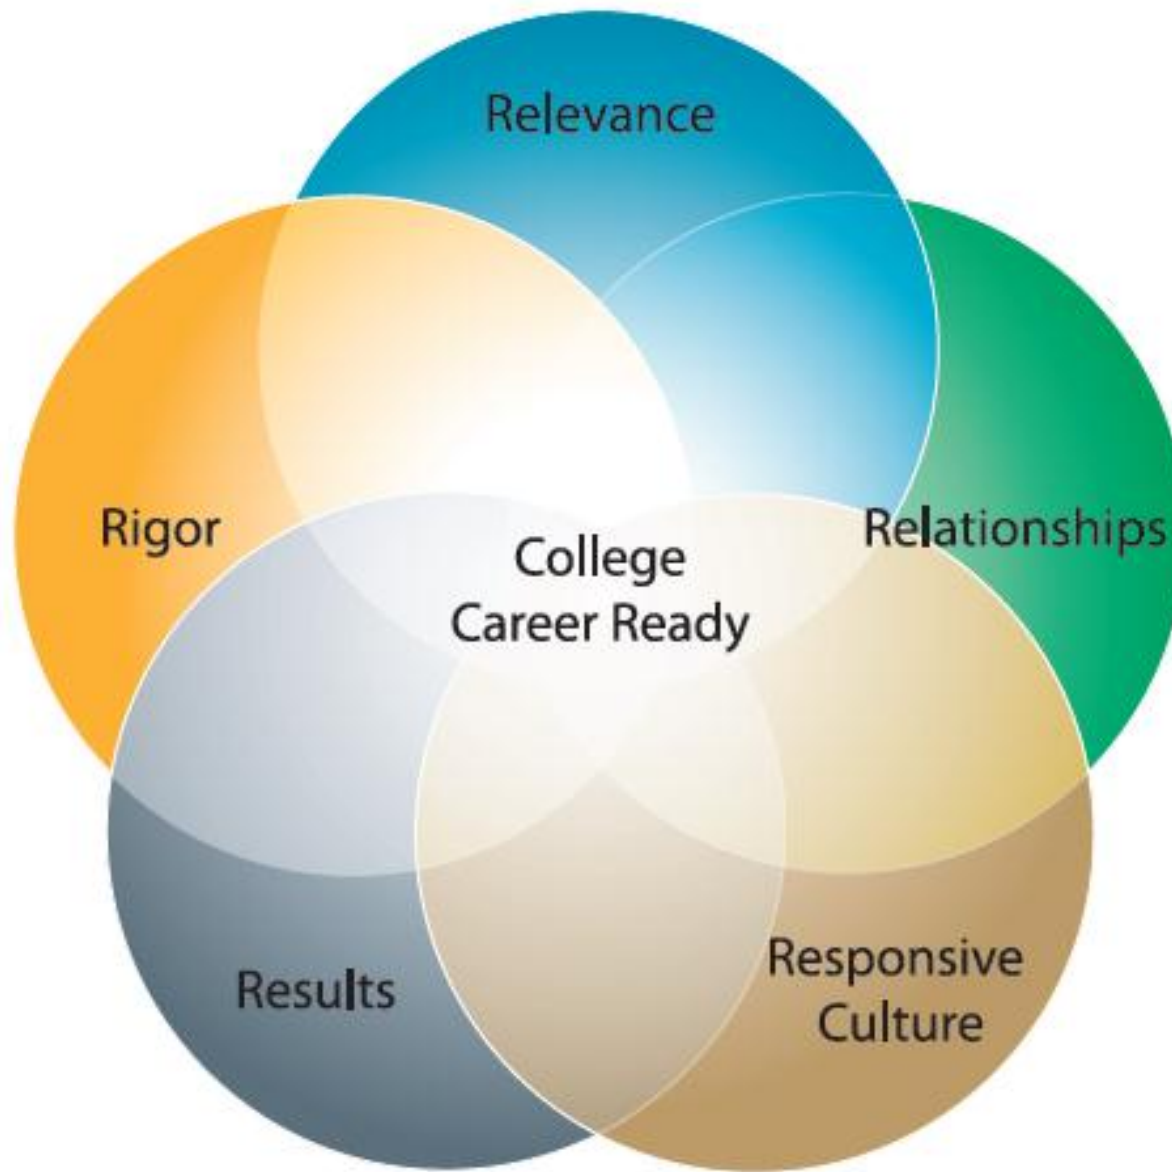 Relevance
Rigor
Relationships
College
Career Ready
Results
Responsive
Culture